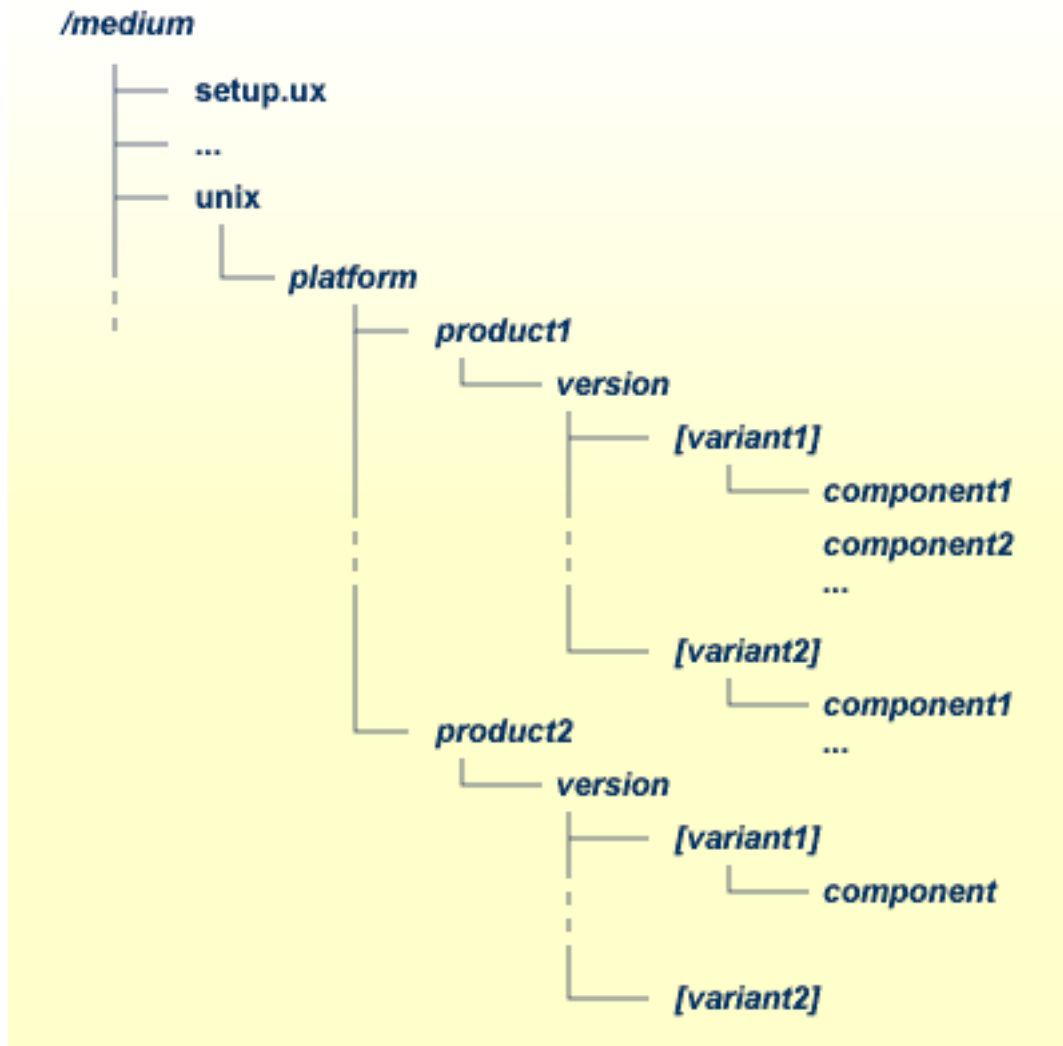 /medium
setup.ux
...
unix
platform
product1
version
[variant1]
component1
component2
...
[variant2]
component1
...
product2
version
[variant1]
component
[variant2]